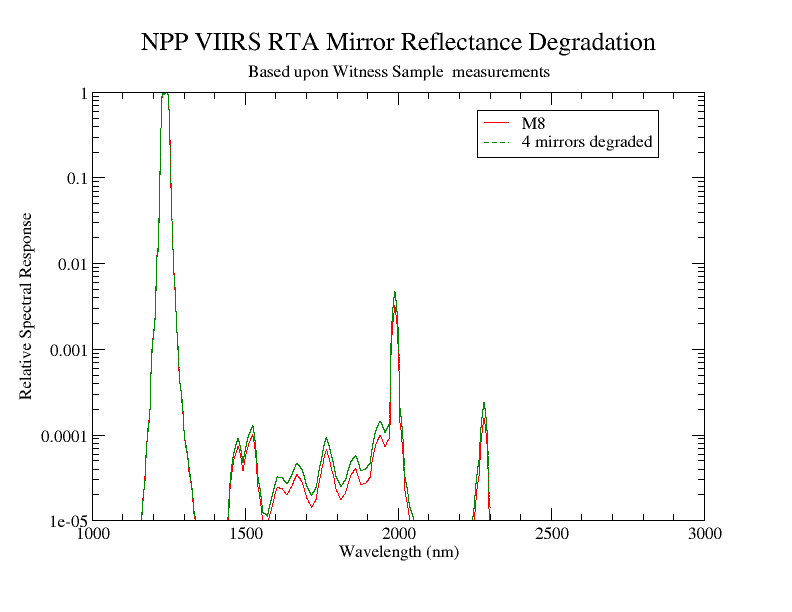 NPP VIIRS RTA Mirror Reflectance Degradation
Based upon Witness Sample  measurements
M8
4 mirrors degraded
Relative Spectral Response
1
0.1
0.01
0.001
0.0001
1e-05
1000 1500 2000 2500 3000
Wavelength (nm)